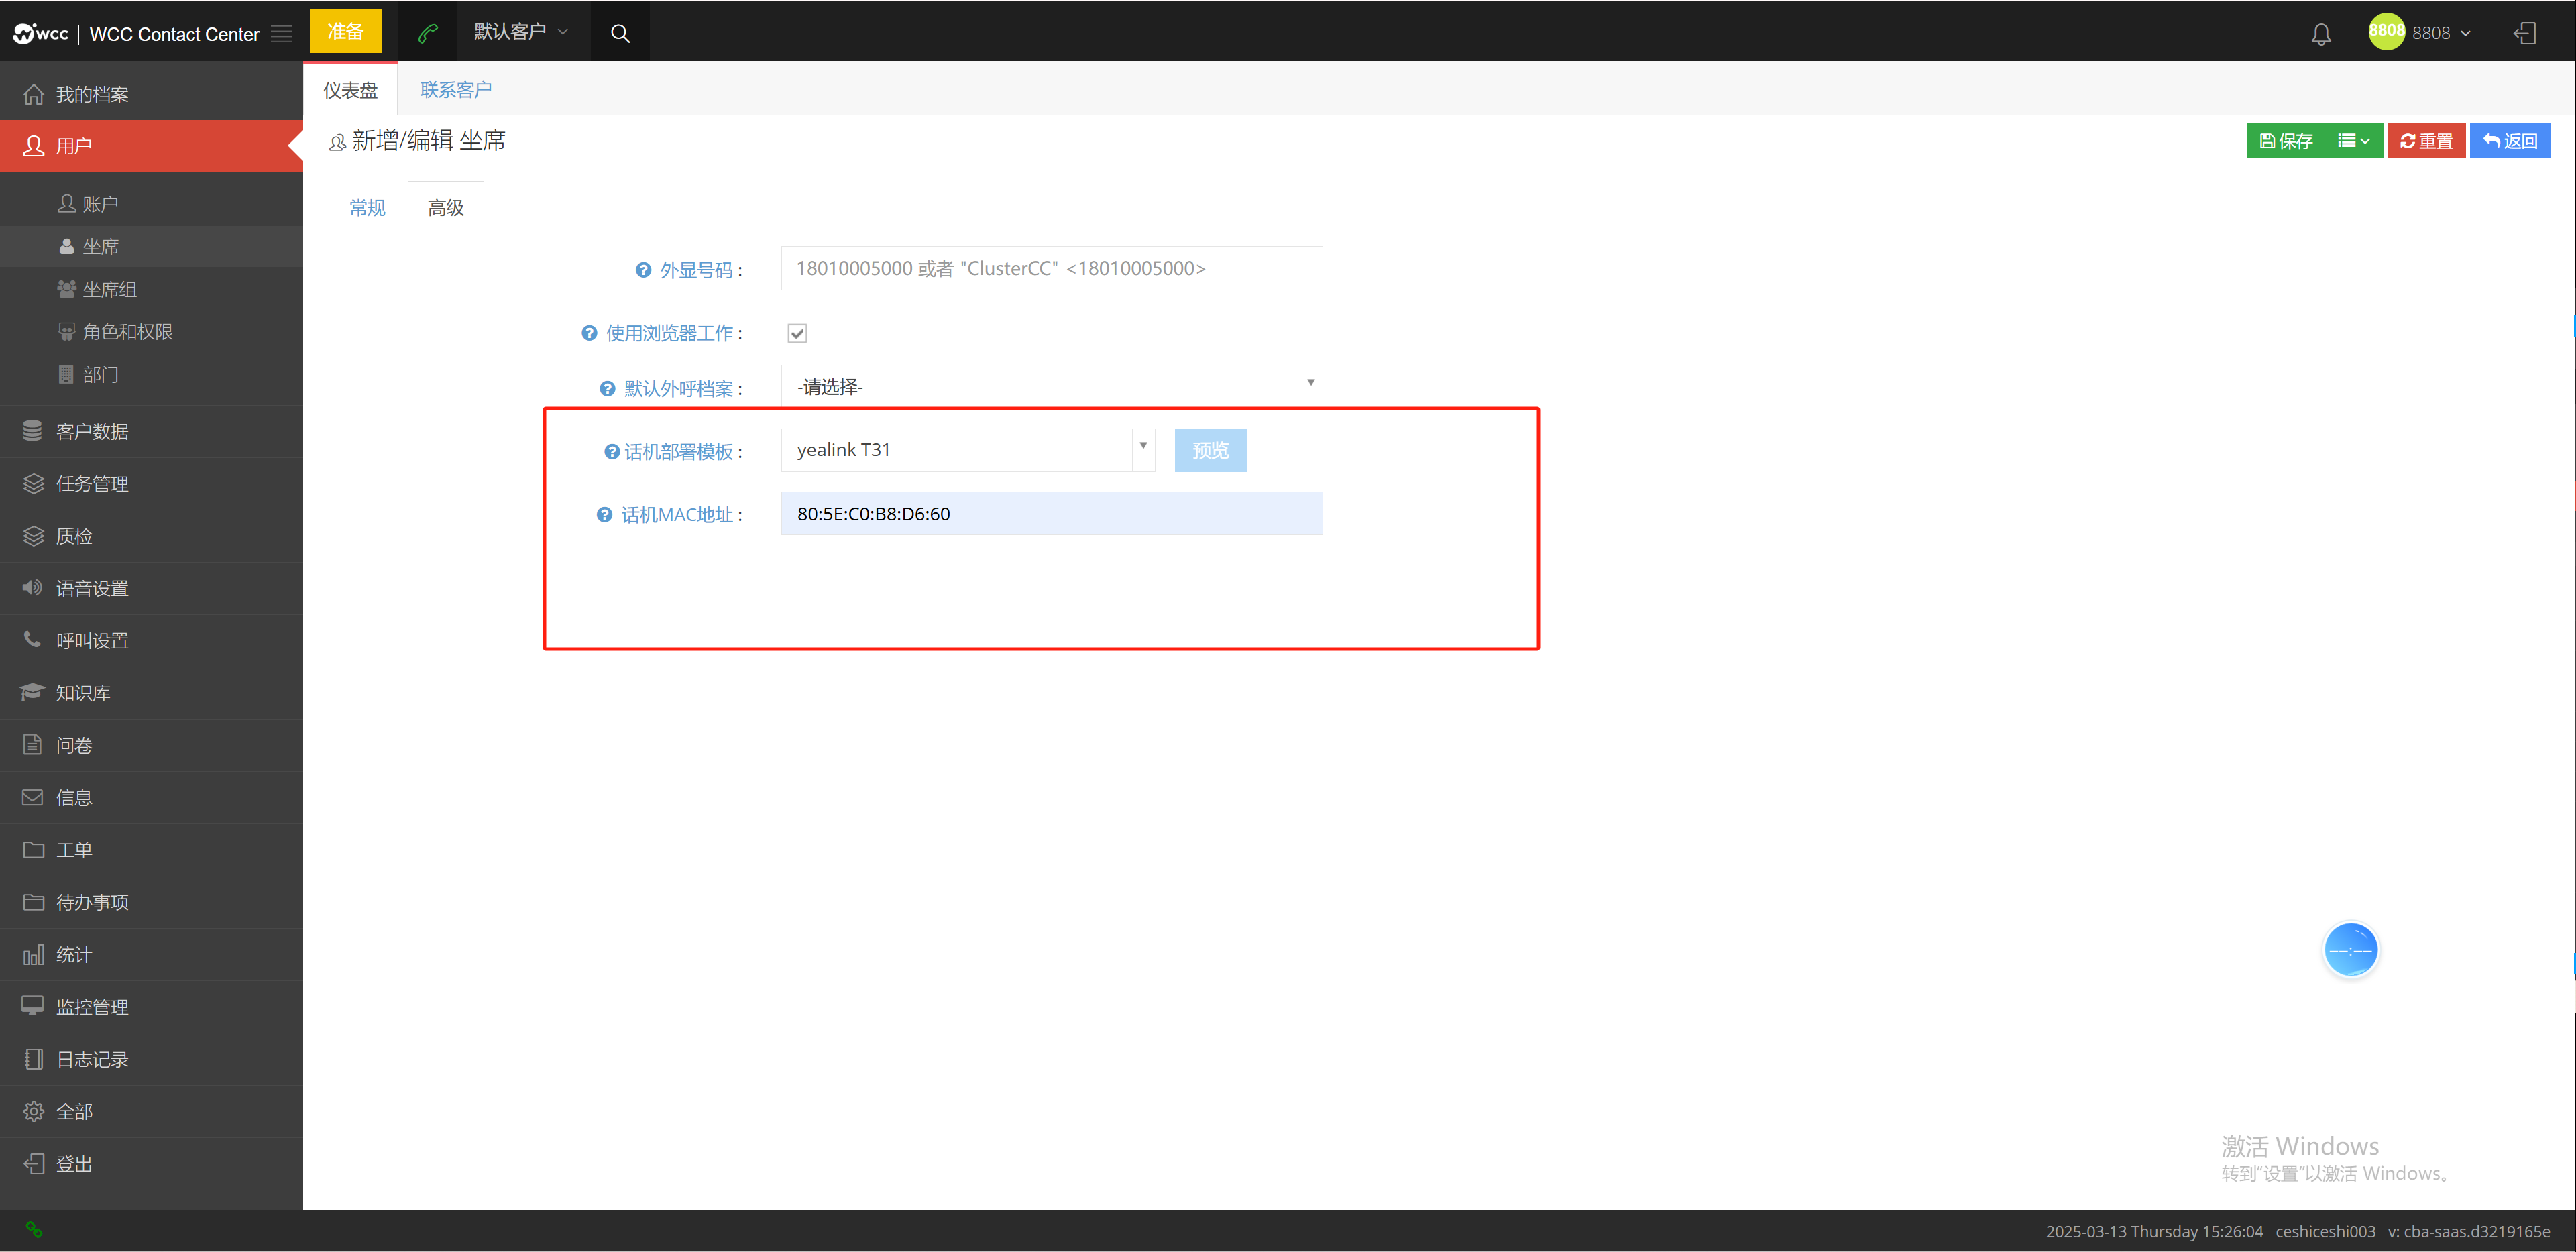 wcc | WCC Contact Center
准备
默认客户
8808
8808
我的档案
用户
账户
坐席
坐席组
角色和权限
部门
客户数据
任务管理
质检
语音设置
呼叫设置
知识库
问卷
信息
工单
待办事项
统计
监控管理
日志记录
全部
登出
仪表盘
联系客户
新增/编辑 坐席
保存
重置
返回
常规
高级
外显号码：
18010005000 或者 "ClusterCC" <18010005000>
使用浏览器工作：
默认外呼档案：
-请选择-
话机部署模板：
yealink T31
预览
话机MAC地址：
80:5E:C0:B8:D6:60
--:--
激活 Windows
转到"设置"以激活 Windows。
2025-03-13 Thursday 15:26:04 ceshiceshi003 v: cba-saas.d3219165e